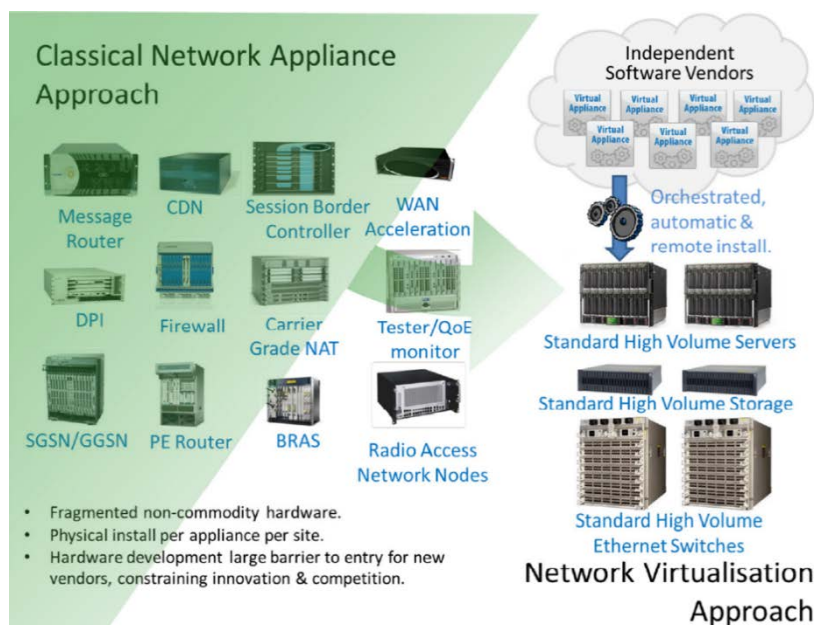 Classical Network Appliance
Approach
Message
Router
CDN
Session Border
Controller
WAN
Acceleration
DPI
Firewall
Carrier
Grade NAT
Tester/QoE
monitor
SGSN/GGSN
PE Router
BRAS
Radio Access
Network Nodes
• Fragmented non-commodity hardware.
• Physical install per appliance per site.
• Hardware development large barrier to entry for new
vendors, constraining innovation & competition.
Independent
Software Vendors
Virtual
Appliance
Virtual
Appliance
Virtual
Appliance
Virtual
Appliance
Virtual
Appliance
Virtual
Appliance
Virtual
Appliance
Orchestrated,
automatic &
remote install.
Standard High Volume Servers
Standard High Volume Storage
Standard High Volume
Ethernet Switches
Network Virtualisation
Approach